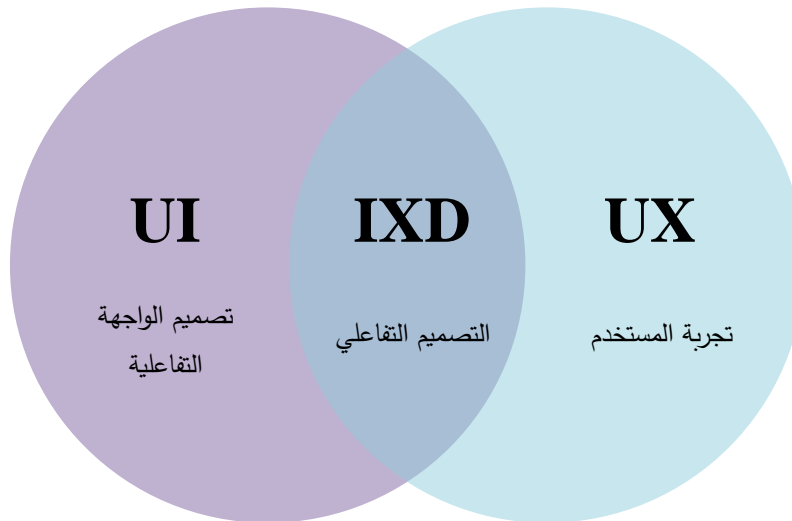 UI
تصميم الواجهة
التفاعلية
IXD
التصميم التفاعلي
UX
تجربة المستخدم